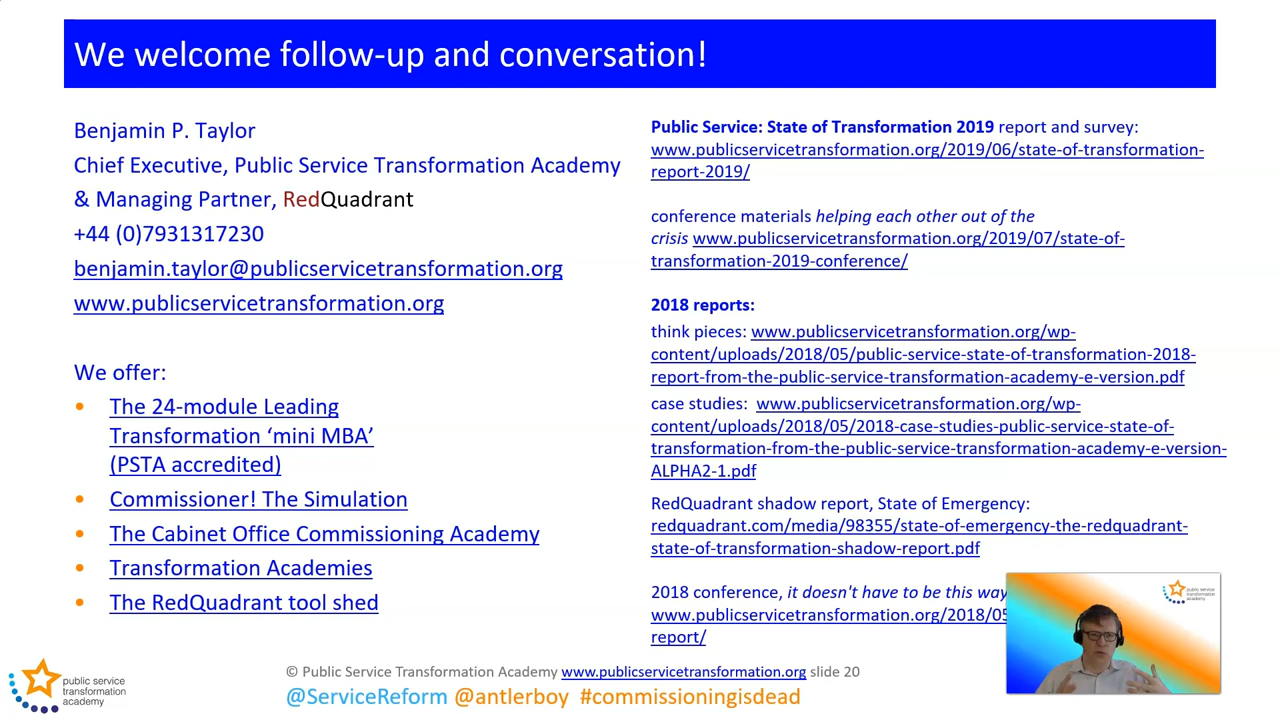 We welcome follow-up and conversation!
Benjamin P. Taylor
Chief Executive, Public Service Transformation Academy
& Managing Partner, RedQuadrant
+44 (0)7931317230
benjamin.taylor@publicservicetransformation.org
www.publicservicetransformation.org
We offer:
• The 24-module Leading
Transformation ‘mini MBA’
(PSTA accredited)
• Commissioner! The Simulation
• The Cabinet Office Commissioning Academy
• Transformation Academies
• The RedQuadrant tool shed
Public Service: State of Transformation 2019 report and survey:
www.publicservicetransformation.org/2019/06/state-of-transformation-
report-2019/
conference materials helping each other out of the
crisis www.publicservicetransformation.org/2019/07/state-of-
transformation-2019-conference/
2018 reports:
think pieces: www.publicservicetransformation.org/wp-
content/uploads/2018/05/public-service-state-of-transformation-2018-
report-from-the-public-service-transformation-academy-e-version.pdf
case studies: www.publicservicetransformation.org/wp-
content/uploads/2018/05/2018-case-studies-public-service-state-of-
transformation-from-the-public-service-transformation-academy-e-version-
ALPHA2-1.pdf
RedQuadrant shadow report, State of Emergency:
redquadrant.com/media/98355/state-of-emergency-the-redquadrant-
state-of-transformation-shadow-report.pdf
2018 conference, it doesn't have to be this way
www.publicservicetransformation.org/2018/05
report/
public service
transformation
academy
public service
transformation
academy
© Public Service Transformation Academy www.publicservicetransformation.org slide 20
@ServiceReform @antlerboy #commissioningisdead